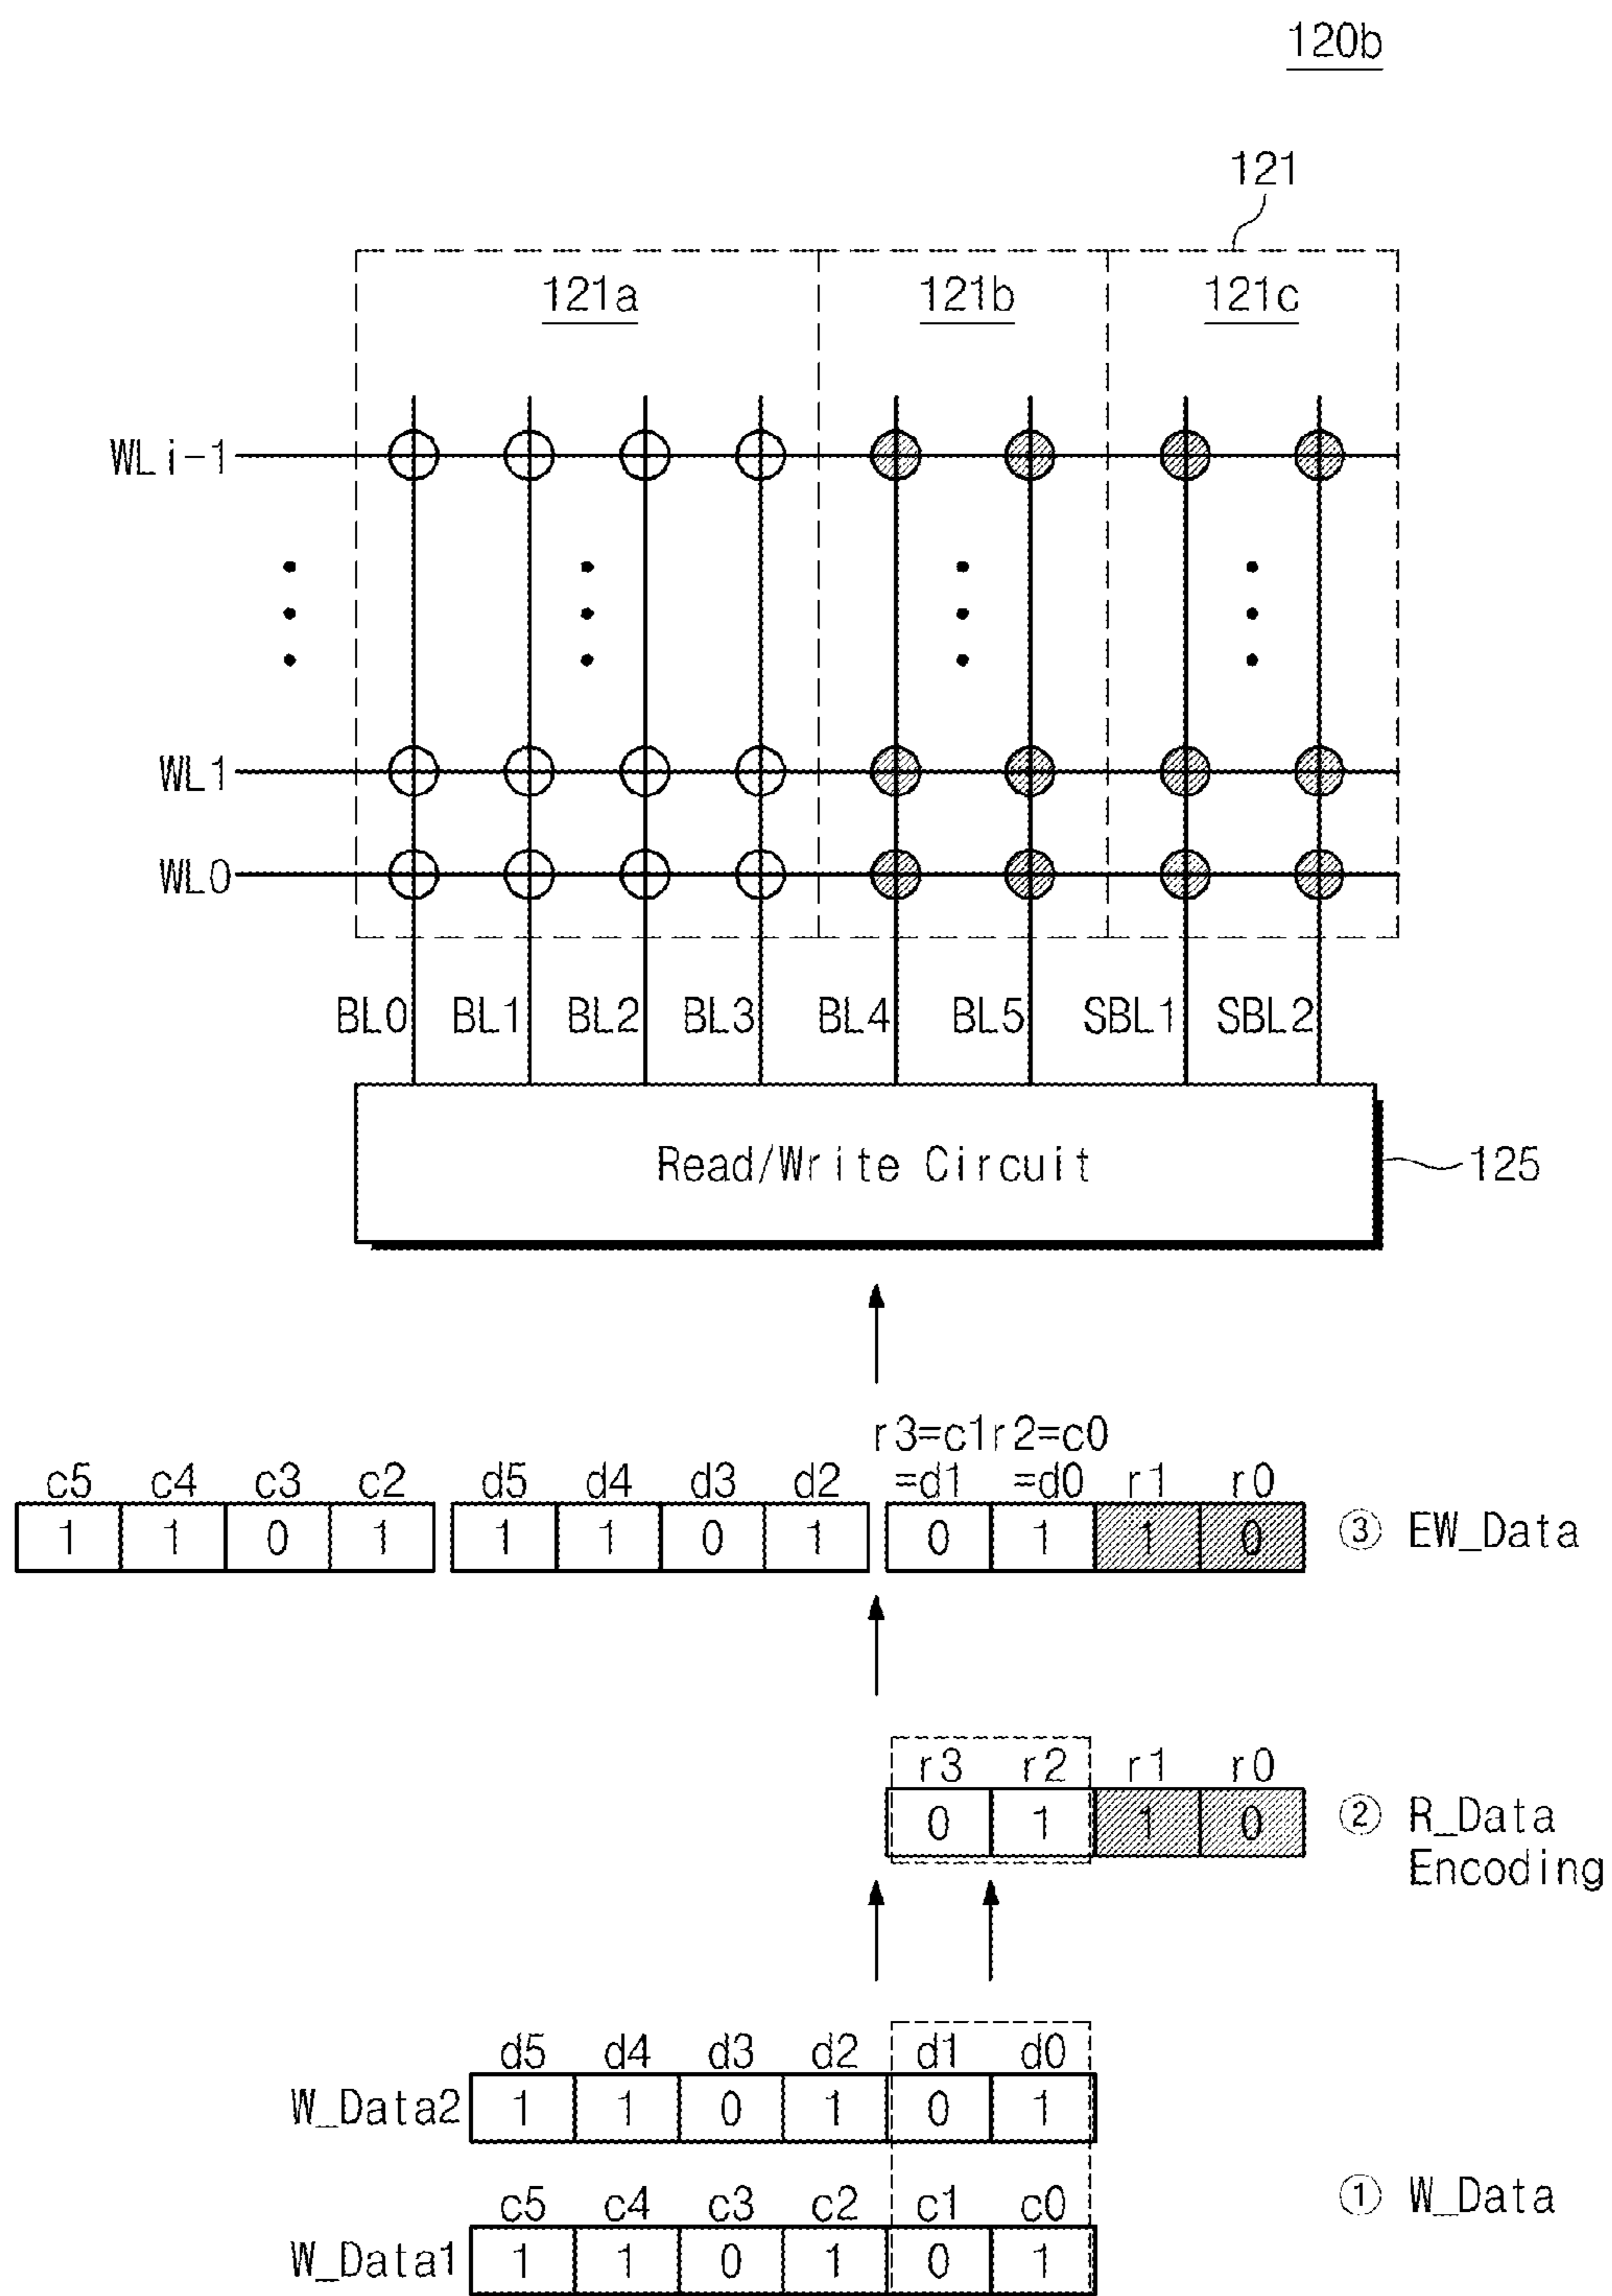 120b
121
121a 121b 121c
WLi-1
WL1
WL0
BL0 BL1 BL2 BL3 BL4 BL5 SBL1 SBL2
Read/Write Circuit
125
r3=c1 r2=c0
c5 c4 c3 c2 d5 d4 d3 d2 =d1 =d0 r1 r0
1 1 0 1 1 1 0 1 0 1 1 0 ③ EW_Data
r3 r2 r1 r0
0 1 1 0 ② R_Data
Encoding
d5 d4 d3 d2 d1 d0
W_Data2 1 1 0 1 0 1
① W_Data
c5 c4 c3 c2 c1 c0
W_Data1 1 1 0 1 0 1